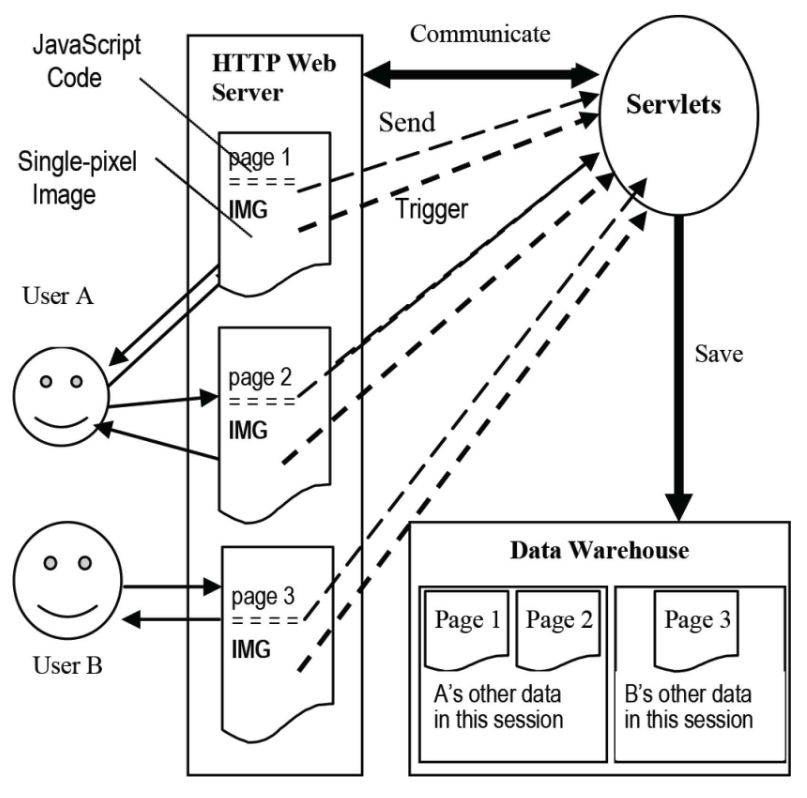 JavaScript
Code
HTTP Web
Server
Communicate
Servlets
Send
Single-pixel
Image
page 1
= = = =
IMG
Trigger
User A
page 2
= = = =
IMG
Save
User B
page 3
= = = =
IMG
Data Warehouse
Page 1
Page 2
Page 3
A's other data
in this session
B's other data
in this session